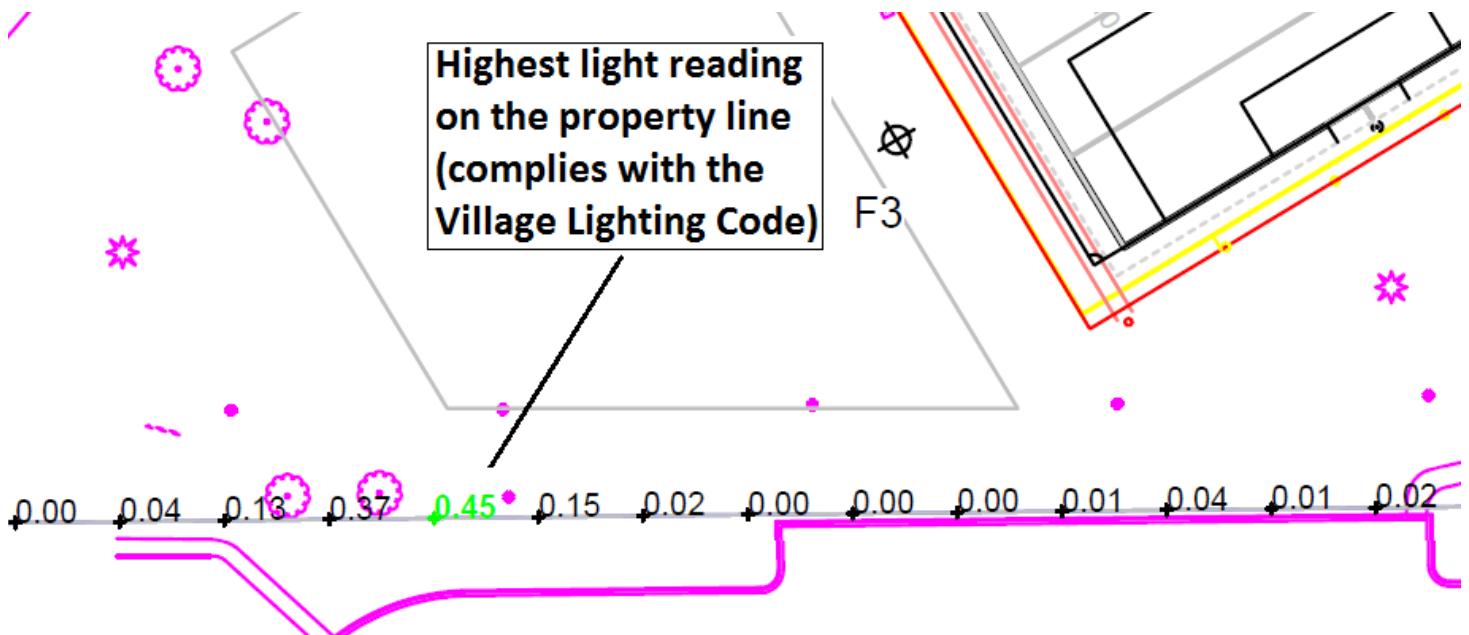 Highest light reading
on the property line
(complies with the
Village Lighting Code)
F3
0.00 0.04 0.13 0.37 0.45 0.15 0.02 0.00 0.00 0.00 0.01 0.04 0.01 0.02